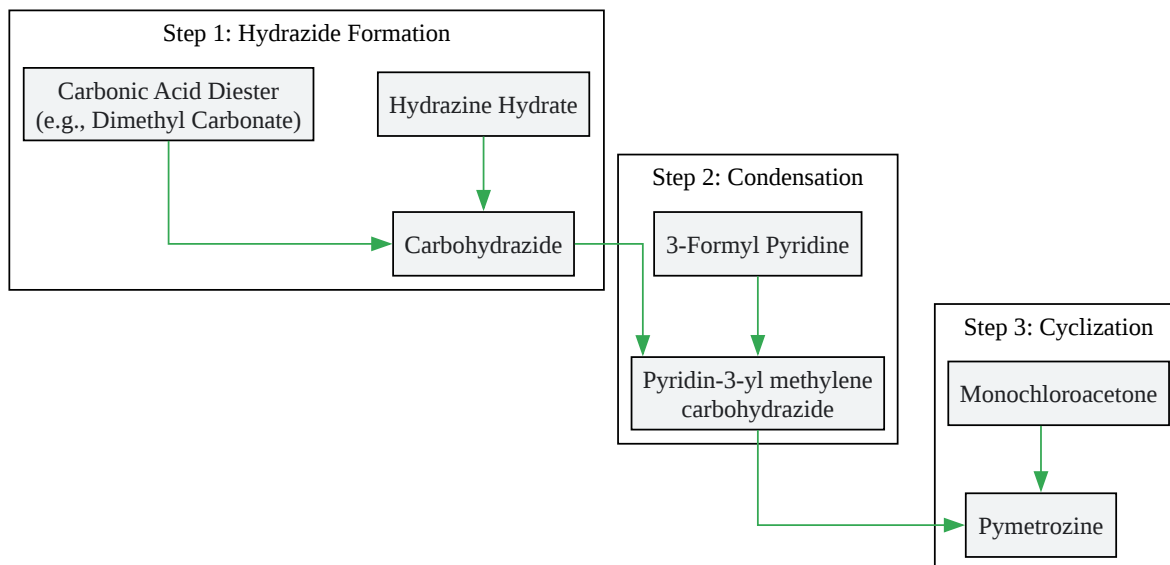 Step 1: Hydrazide Formation
Carbonic Acid Diester
(e.g., Dimethyl Carbonate)
Hydrazine Hydrate
Carbohydrazide
Step 2: Condensation
3-Formyl Pyridine
Pyridin-3-yl methylene
carbohydrazide
Step 3: Cyclization
Monochloroacetone
Pymetrozine